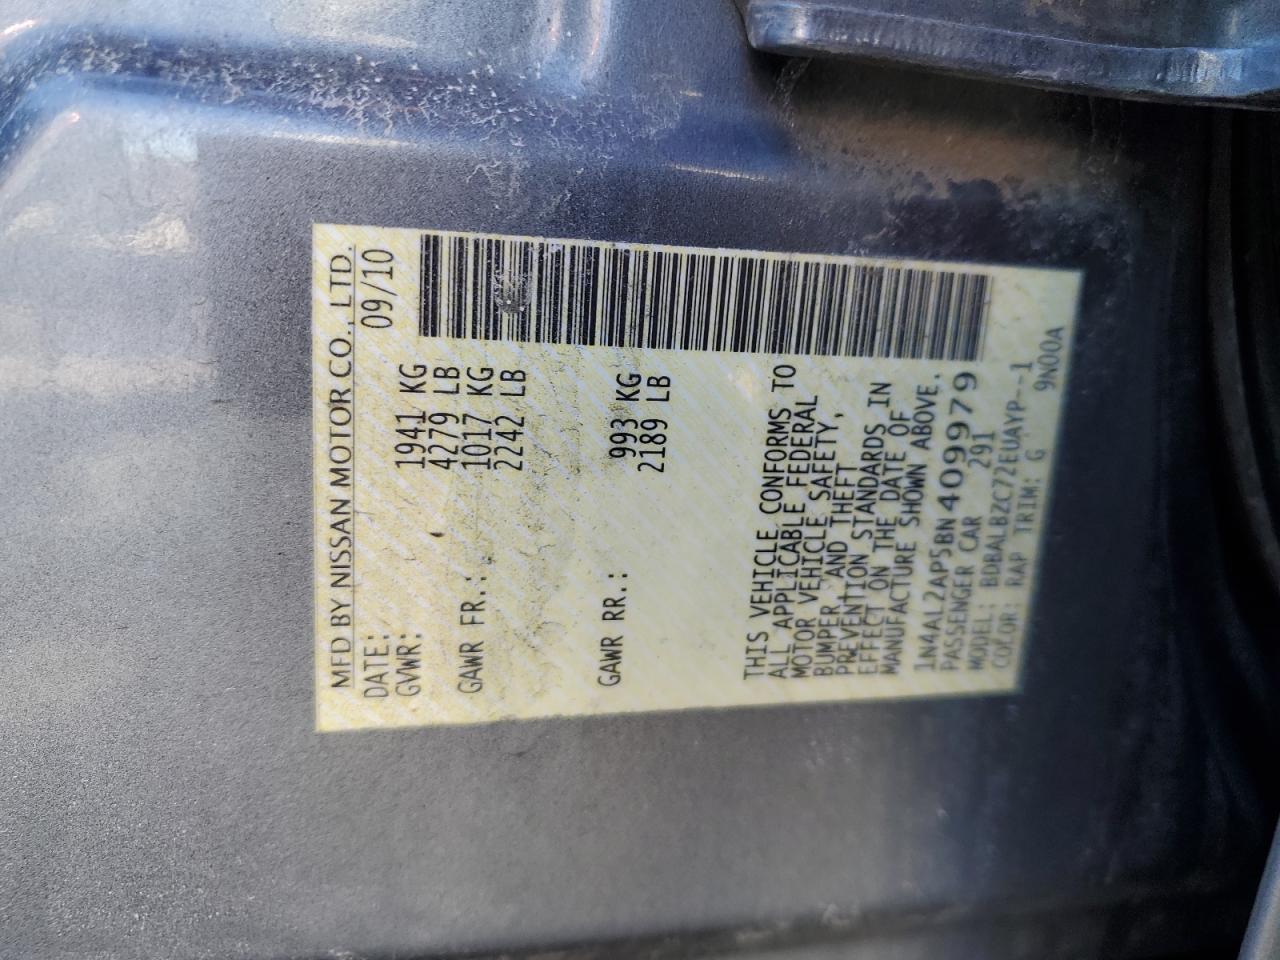 MFD BY NISSAN MOTOR CO., LTD.
DATE: 09/10
GVWR: 1941 KG
4279 LB
GAWR FR.: 1017 KG
2242 LB
GAWR RR.: 993 KG
2189 LB
THIS VEHICLE CONFORMS TO
ALL APPLICABLE FEDERAL
MOTOR VEHICLE SAFETY,
BUMPER, AND THEFT
PREVENTION STANDARDS IN
EFFECT ON THE DATE OF
MANUFACTURE SHOWN ABOVE.
1N4AL2AP5BN409979
PASSENGER CAR 291
MODEL: BDBALBZC72EUAYP--1
COLOR: RAP TRIM: G 9N00A